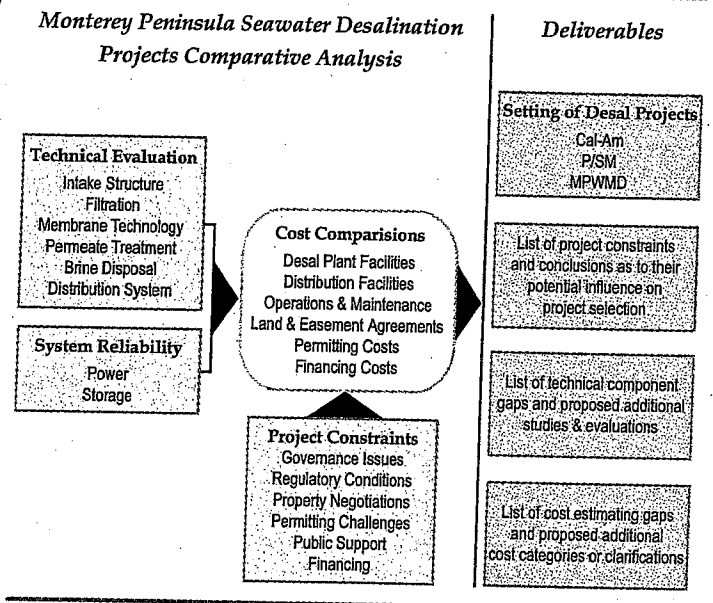 Monterey Peninsula Seawater Desalination
Projects Comparative Analysis
Technical Evaluation
Intake Structure
Filtration
Membrane Technology
Permeate Treatment
Brine Disposal
Distribution System
System Reliability
Power
Storage
Cost Comparisions
Desal Plant Facilities
Distribution Facilities
Operations & Maintenance
Land & Easement Agreements
Permitting Costs
Financing Costs
Project Constraints
Governance Issues
Regulatory Conditions
Property Negotiations
Permitting Challenges
Public Support
Financing
Deliverables
Setting of Desal Projects
Cal-Am
P/SM
MPWMD
List of project constraints
and conclusions as to their
potential influence on
project selection
List of technical component
gaps and proposed additional
studies & evaluations
List of cost estimating gaps
and proposed additional
cost categories or clarifications